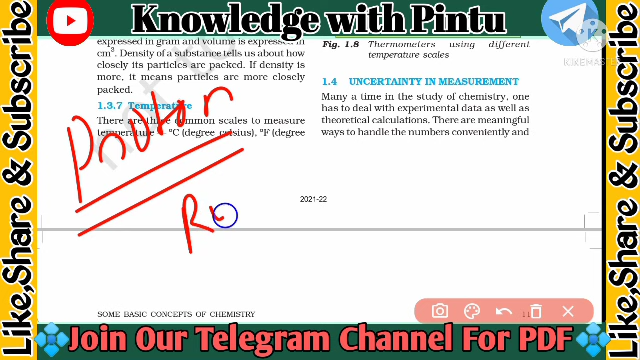 Knowledge with Pintu
Like,Share & Subscribe
expressed in gram and volume is expressed in
cm³. Density of a substance tells us about how
closely its particles are packed. If density is
more, it means particles are more closely
packed.
1.3.7 Temperature
There are three common scales to measure
temperature — °C (degree celsius), °F (degree
Fig. 1.8 Thermometers using different
temperature scales
1.4 UNCERTAINTY IN MEASUREMENT
Many a time in the study of chemistry, one
has to deal with experimental data as well as
theoretical calculations. There are meaningful
ways to handle the numbers conveniently and
2021-22
SOME BASIC CONCEPTS OF CHEMISTRY
Join Our Telegram Channel For PDF
Like,Share & Subscribe